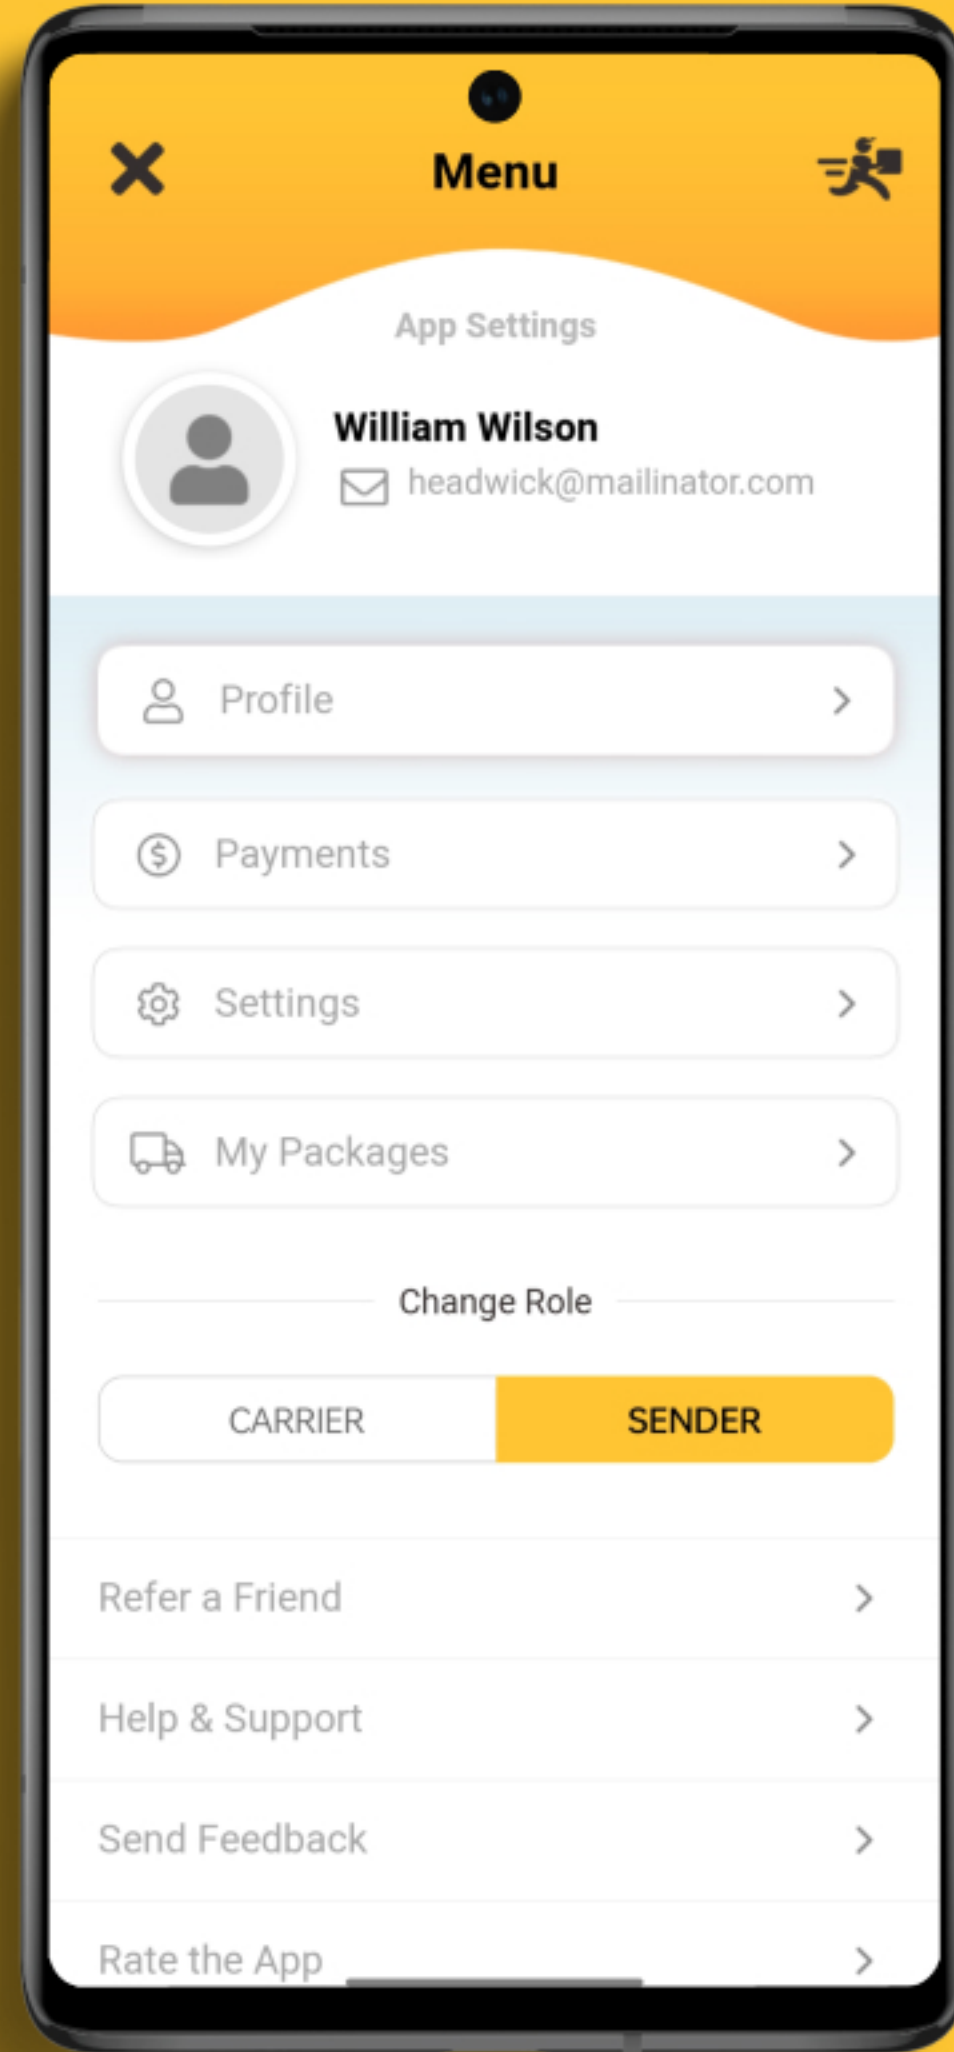 Menu
App Settings
William Wilson
headwick@mailinator.com
Profile
Payments
Settings
My Packages
Change Role
CARRIER
SENDER
Refer a Friend
Help & Support
Send Feedback
Rate the App